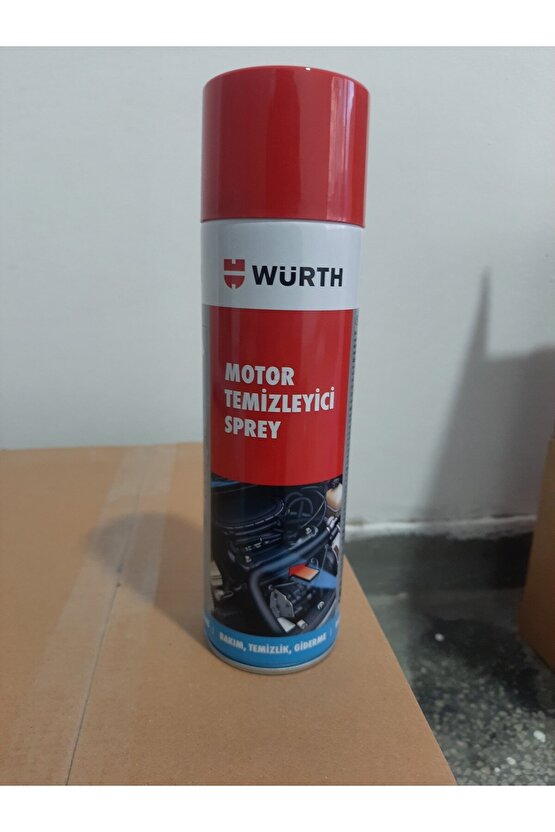 WÜRTH
MOTOR
TEMİZLEYİCİ
SPREY
BAKIM, TEMİZLİK, GİDERME